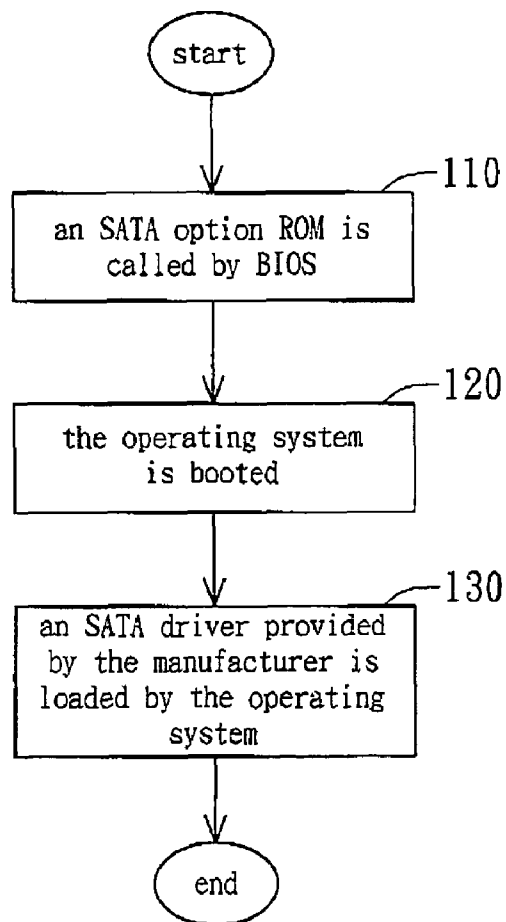 start
110
an SATA option ROM is
called by BIOS
120
the operating system
is booted
130
an SATA driver provided
by the manufacturer is
loaded by the operating
system
end